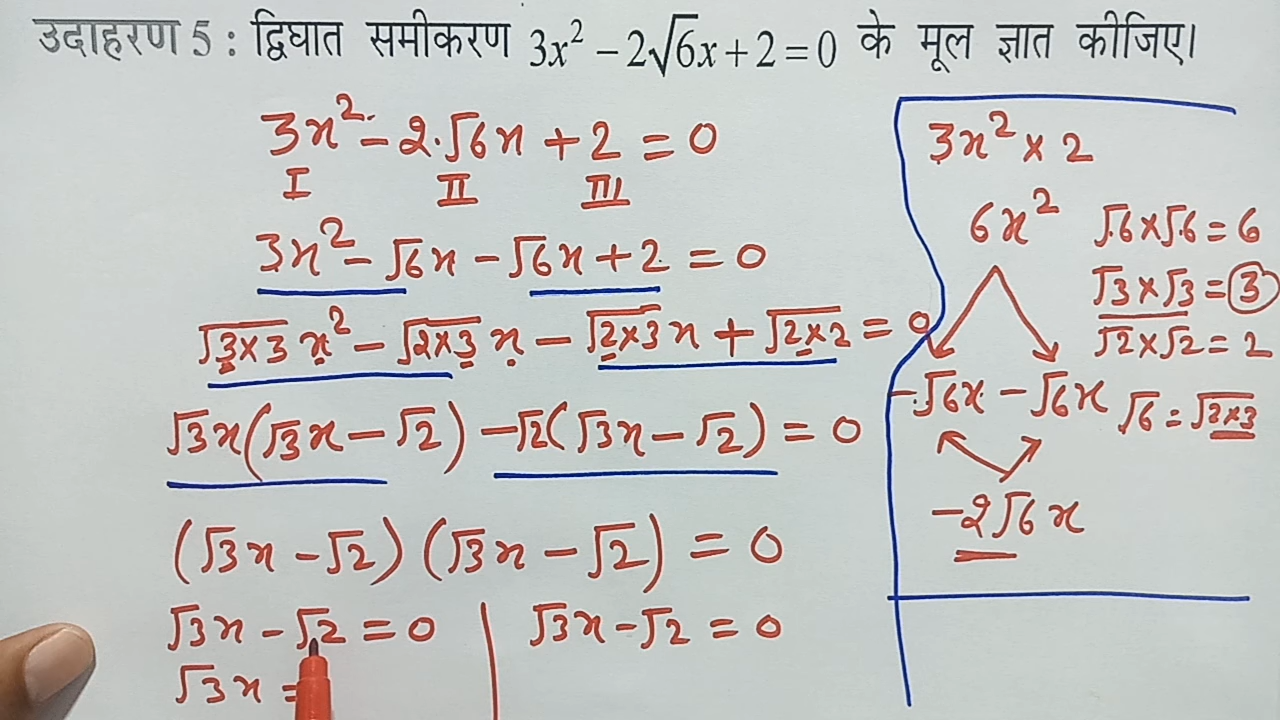 उदाहरण 5 : द्विघात समीकरण 3x² – 2√6x + 2 = 0 के मूल ज्ञात कीजिए।
3x² – 2·√6x + 2 = 0
I II III
3x² – √6x – √6x + 2 = 0
√3×3 x² – √2×3 x – √2×3 x + √2×2 = 0
√3x(√3x – √2) – √2(√3x – √2) = 0
(√3x – √2) (√3x – √2) = 0
√3x – √2 = 0 | √3x – √2 = 0
√3x =
3x² × 2
6x² √6×√6 = 6
√3×√3 = 3
√2×√2 = 2
–√6x – √6x √6 = √2×3
–2√6x